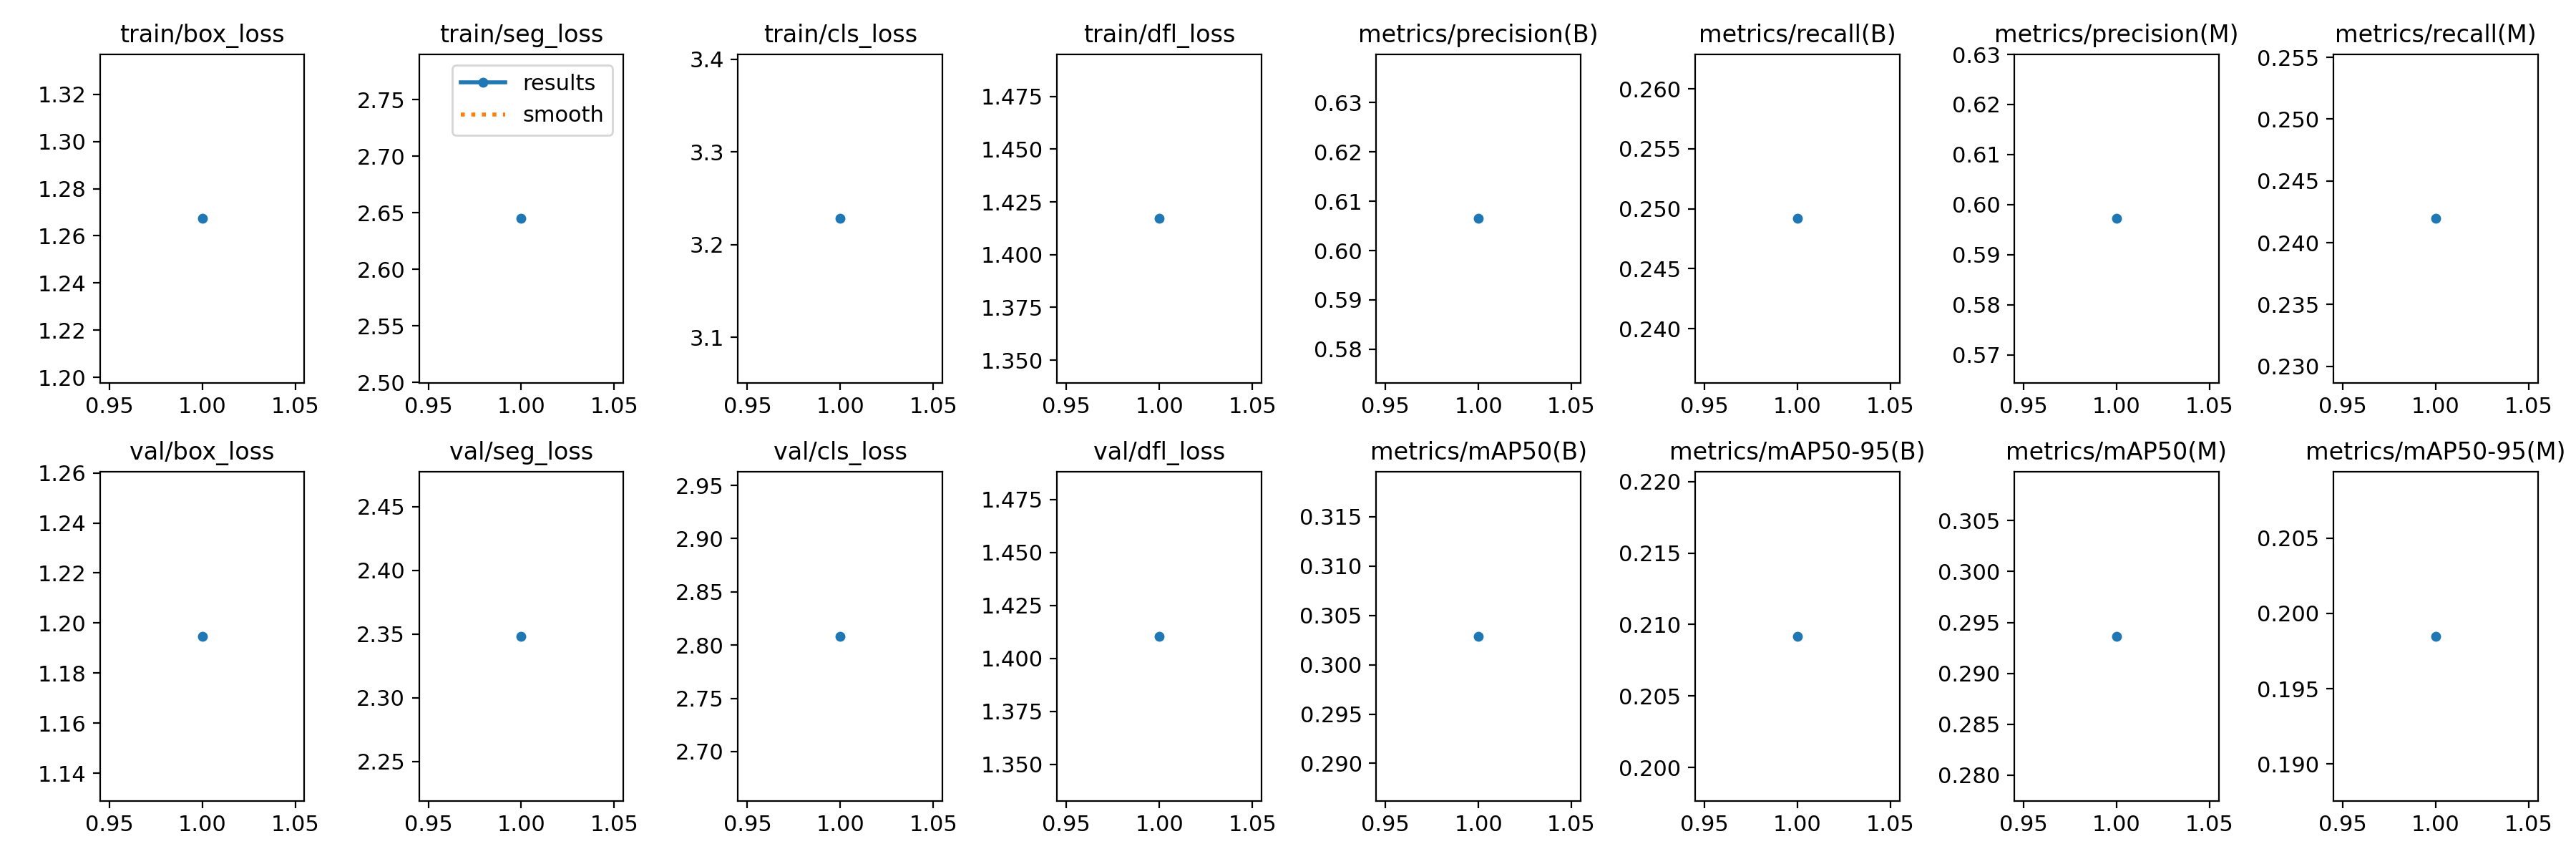 train/box_loss
1.32
1.30
1.28
1.26
1.24
1.22
1.20
0.95 1.00 1.05
train/seg_loss
results
smooth
2.75
2.70
2.65
2.60
2.55
2.50
0.95 1.00 1.05
train/cls_loss
3.4
3.3
3.2
3.1
0.95 1.00 1.05
train/dfl_loss
1.475
1.450
1.425
1.400
1.375
1.350
0.95 1.00 1.05
metrics/precision(B)
0.63
0.62
0.61
0.60
0.59
0.58
0.95 1.00 1.05
metrics/recall(B)
0.260
0.255
0.250
0.245
0.240
0.95 1.00 1.05
metrics/precision(M)
0.63
0.62
0.61
0.60
0.59
0.58
0.57
0.95 1.00 1.05
metrics/recall(M)
0.255
0.250
0.245
0.240
0.235
0.230
0.95 1.00 1.05
val/box_loss
1.26
1.24
1.22
1.20
1.18
1.16
1.14
0.95 1.00 1.05
val/seg_loss
2.45
2.40
2.35
2.30
2.25
0.95 1.00 1.05
val/cls_loss
2.95
2.90
2.85
2.80
2.75
2.70
0.95 1.00 1.05
val/dfl_loss
1.475
1.450
1.425
1.400
1.375
1.350
0.95 1.00 1.05
metrics/mAP50(B)
0.315
0.310
0.305
0.300
0.295
0.290
0.95 1.00 1.05
metrics/mAP50-95(B)
0.220
0.215
0.210
0.205
0.200
0.95 1.00 1.05
metrics/mAP50(M)
0.305
0.300
0.295
0.290
0.285
0.280
0.95 1.00 1.05
metrics/mAP50-95(M)
0.205
0.200
0.195
0.190
0.95 1.00 1.05